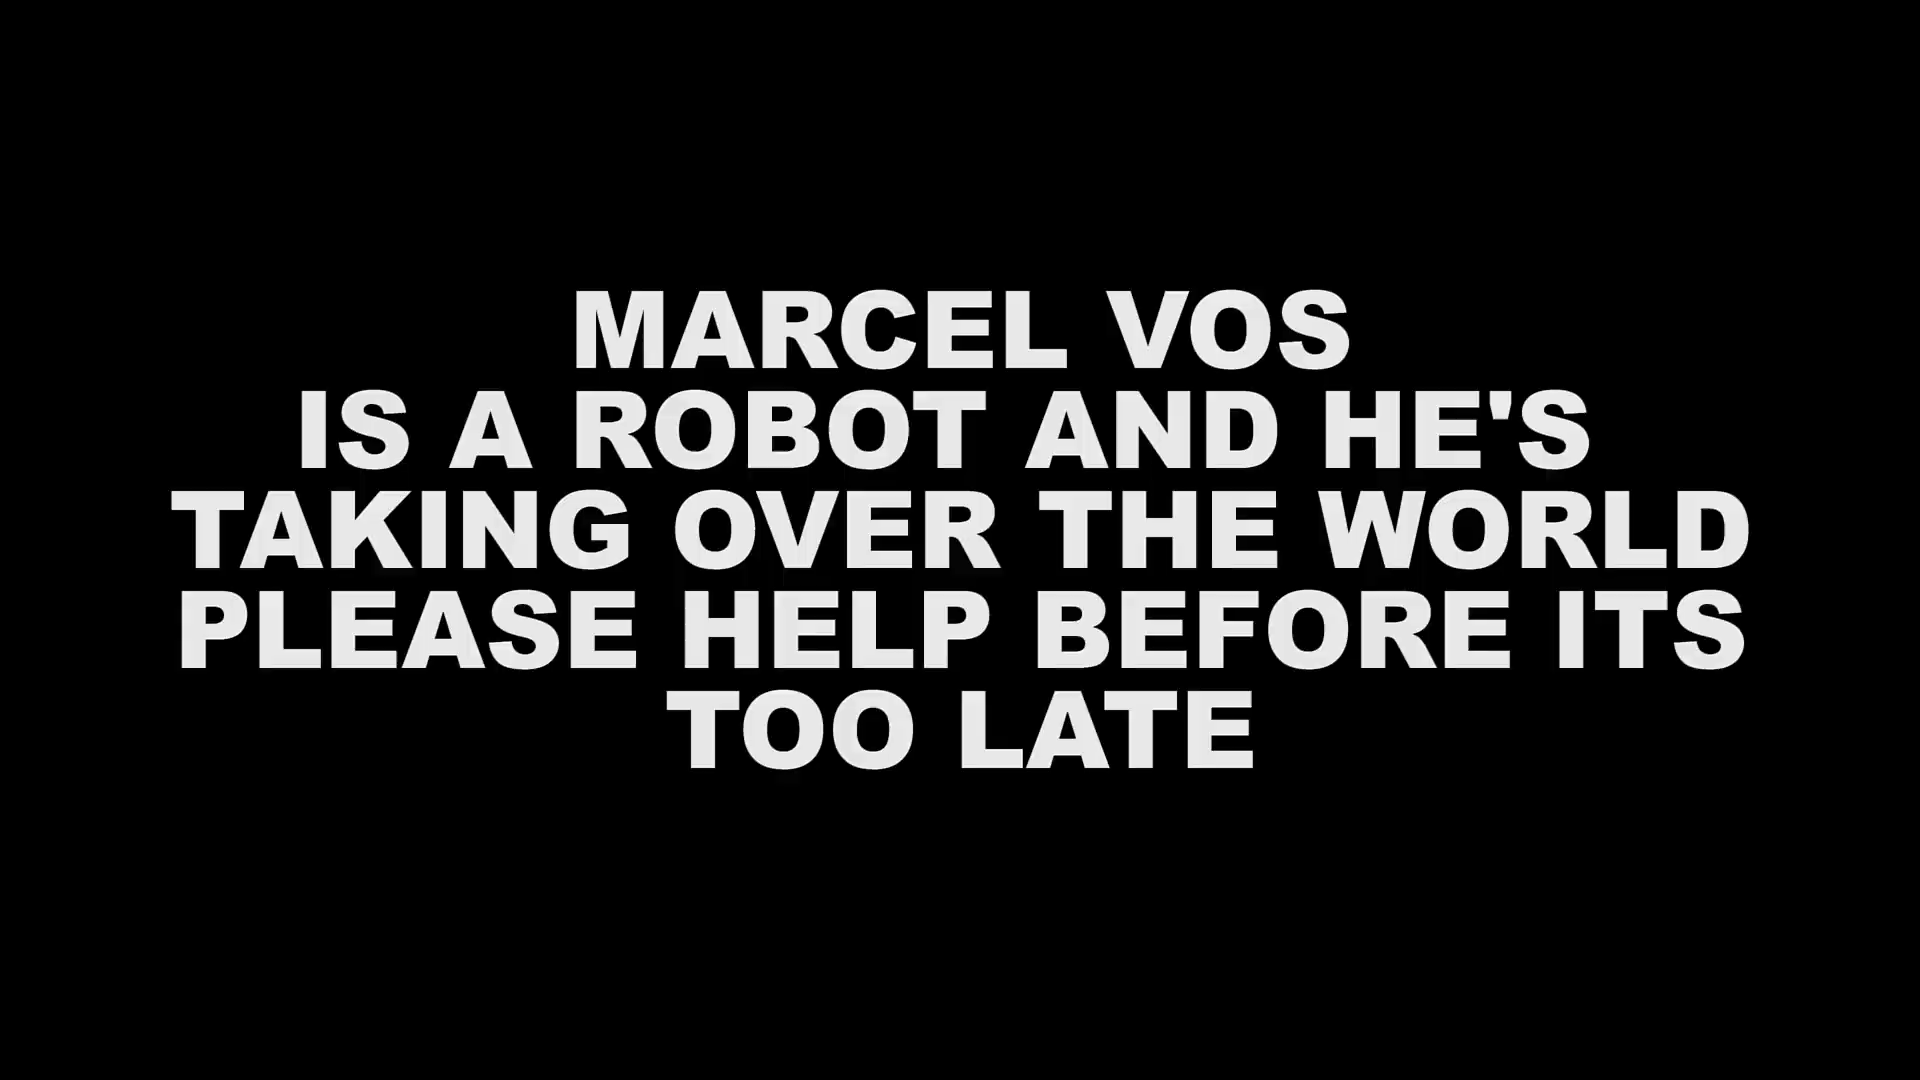 MARCEL VOS
IS A ROBOT AND HE'S
TAKING OVER THE WORLD
PLEASE HELP BEFORE ITS
TOO LATE